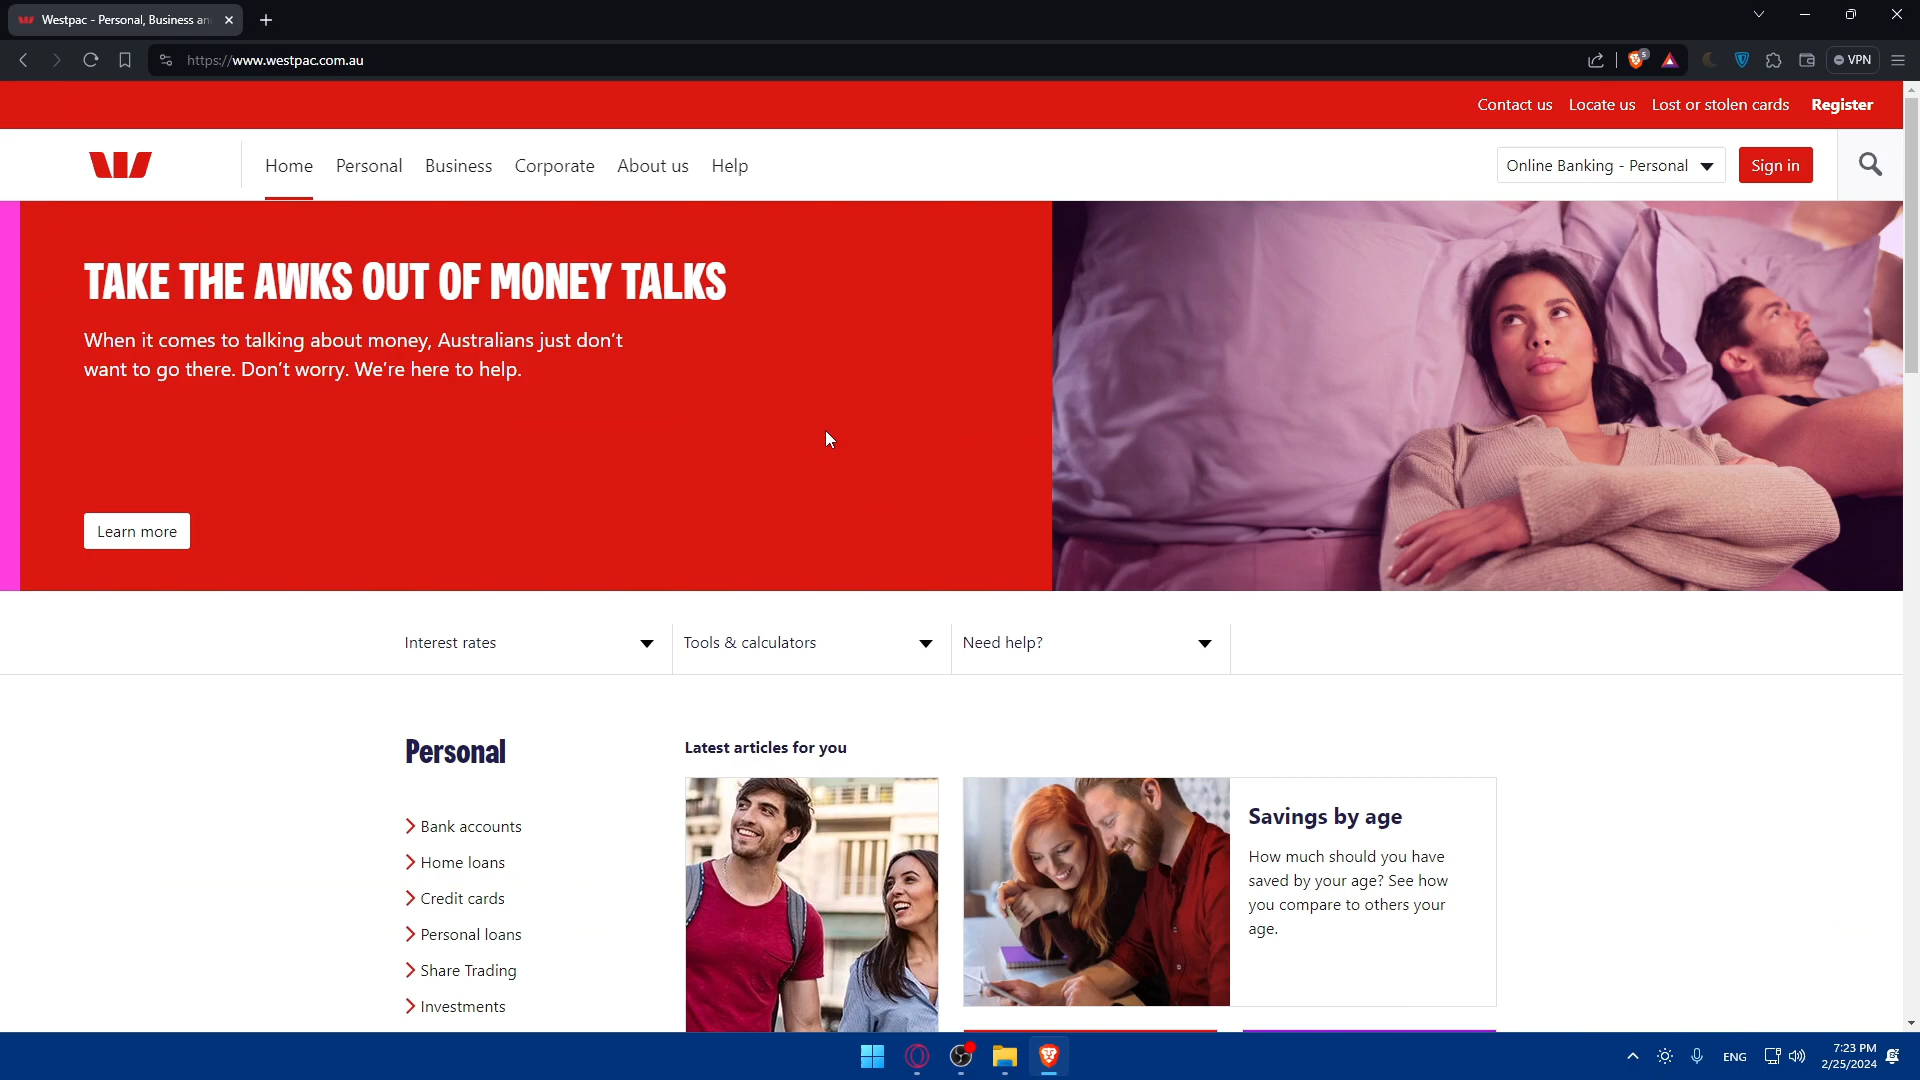 Westpac - Personal, Business an
https://www.westpac.com.au
5
VPN
Contact us Locate us Lost or stolen cards Register
Home Personal Business Corporate About us Help
Online Banking - Personal
Sign in
TAKE THE AWKS OUT OF MONEY TALKS
When it comes to talking about money, Australians just don't
want to go there. Don't worry. We're here to help.
Learn more
Interest rates
Tools & calculators
Need help?
Personal
Bank accounts
Home loans
Credit cards
Personal loans
Share Trading
Investments
Latest articles for you
Savings by age
How much should you have
saved by your age? See how
you compare to others your
age.
ENG
7:23 PM
2/25/2024